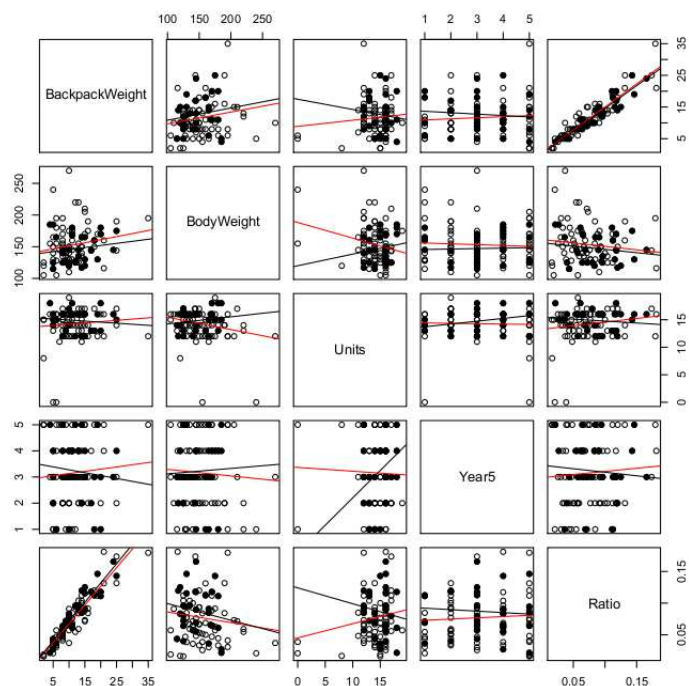 100 150 200 250 1 2 3 4 5
BackpackWeight 5 15 25 35
100 150 200 250 BodyWeight
Units 0 5 10 15
1 2 3 4 5 Year5
0.05 0.15 Ratio
5 15 25 35 0 5 10 15 0.05 0.15